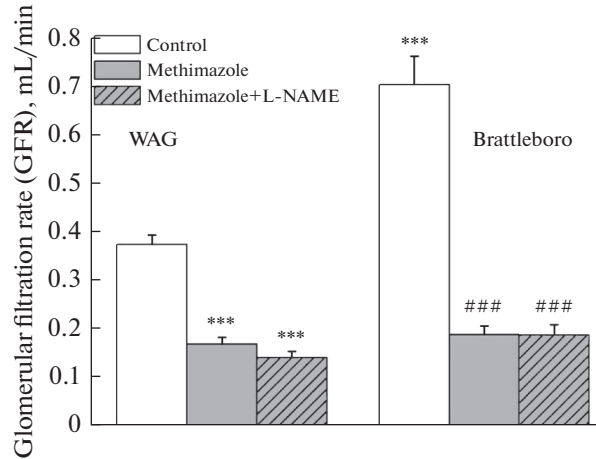 Glomerular filtration rate (GFR), mL/min
0.8
0.7
0.6
0.5
0.4
0.3
0.2
0.1
0
Control
Methimazole
Methimazole+L-NAME
WAG
Brattleboro
***
***
***
###
###